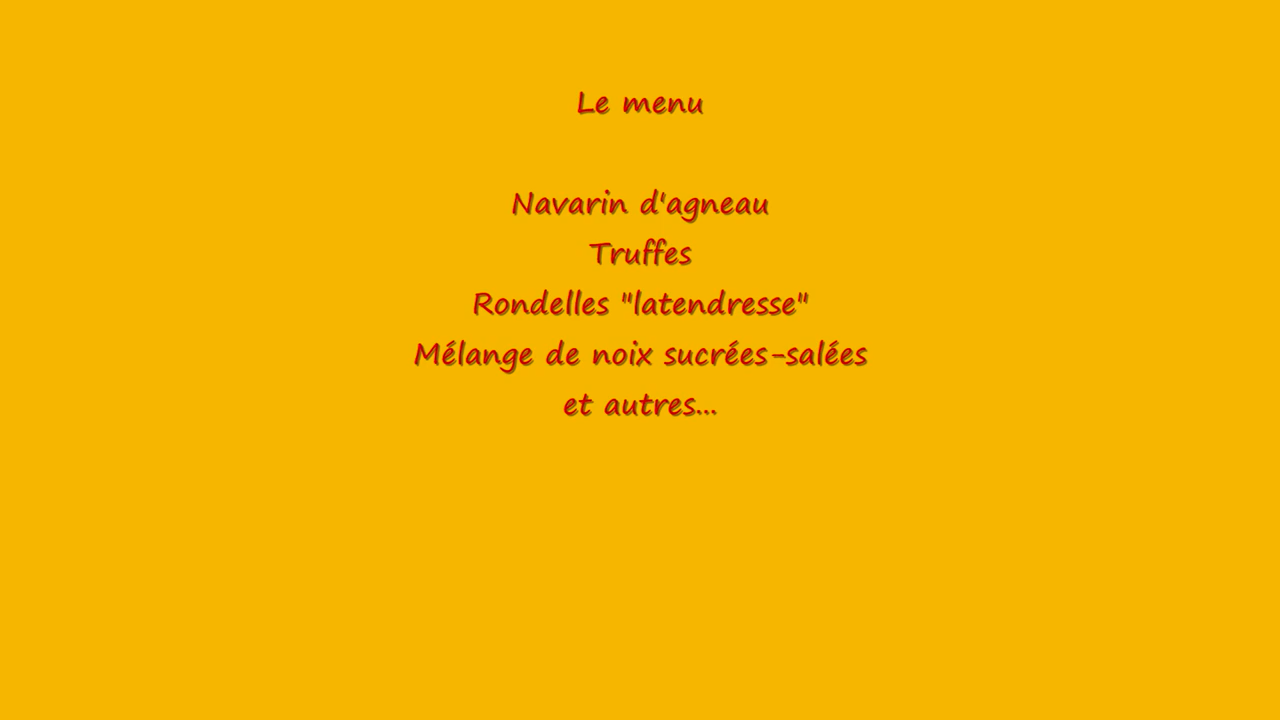 Le menu
Navarin d'agneau
Truffes
Rondelles "latendresse"
Mélange de noix sucrées-salées
et autres...